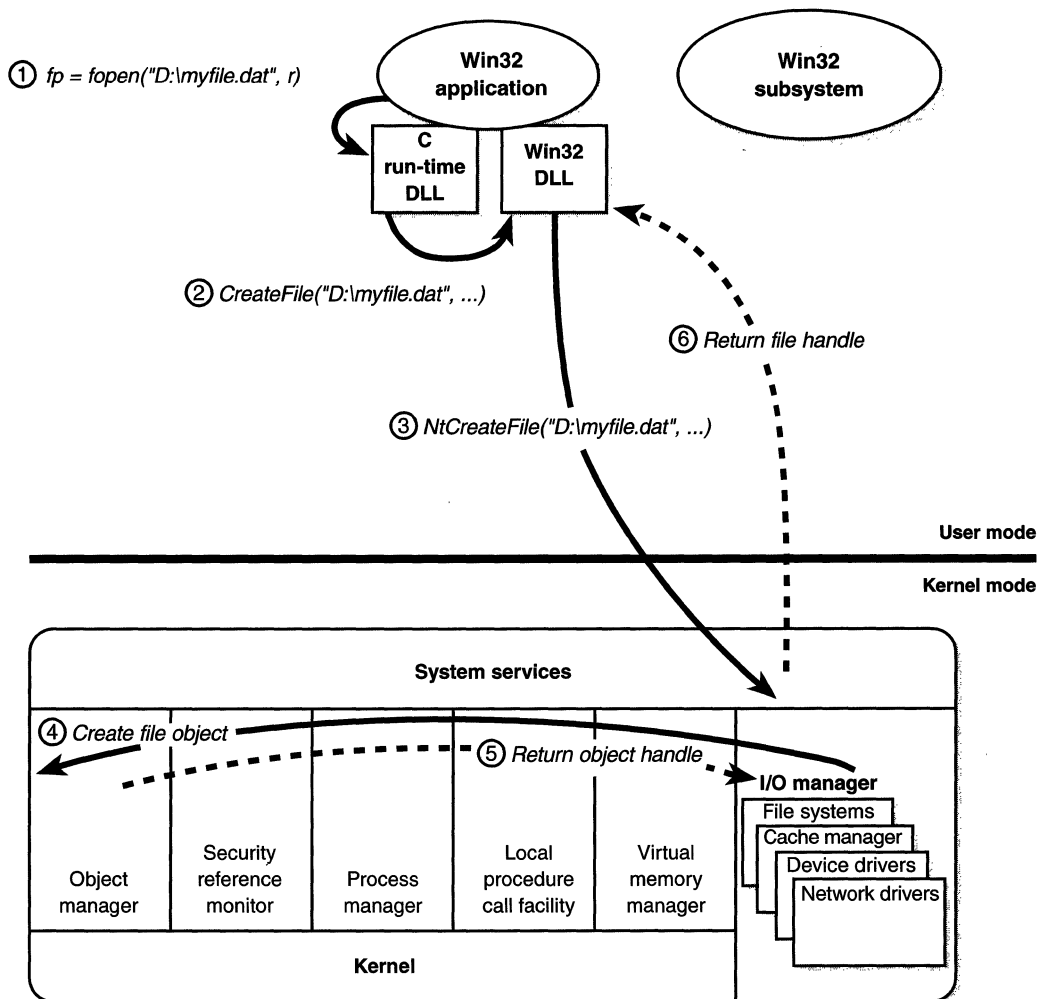 ① fp = fopen("D:\myfile.dat", r)
Win32
application
Win32
subsystem
C
run-time
DLL
Win32
DLL
② CreateFile("D:\myfile.dat", ...)
⑥ Return file handle
③ NtCreateFile("D:\myfile.dat", ...)
User mode
Kernel mode
System services
④ Create file object
⑤ Return object handle
I/O manager
File systems
Cache manager
Device drivers
Network drivers
Object
manager
Security
reference
monitor
Process
manager
Local
procedure
call facility
Virtual
memory
manager
Kernel